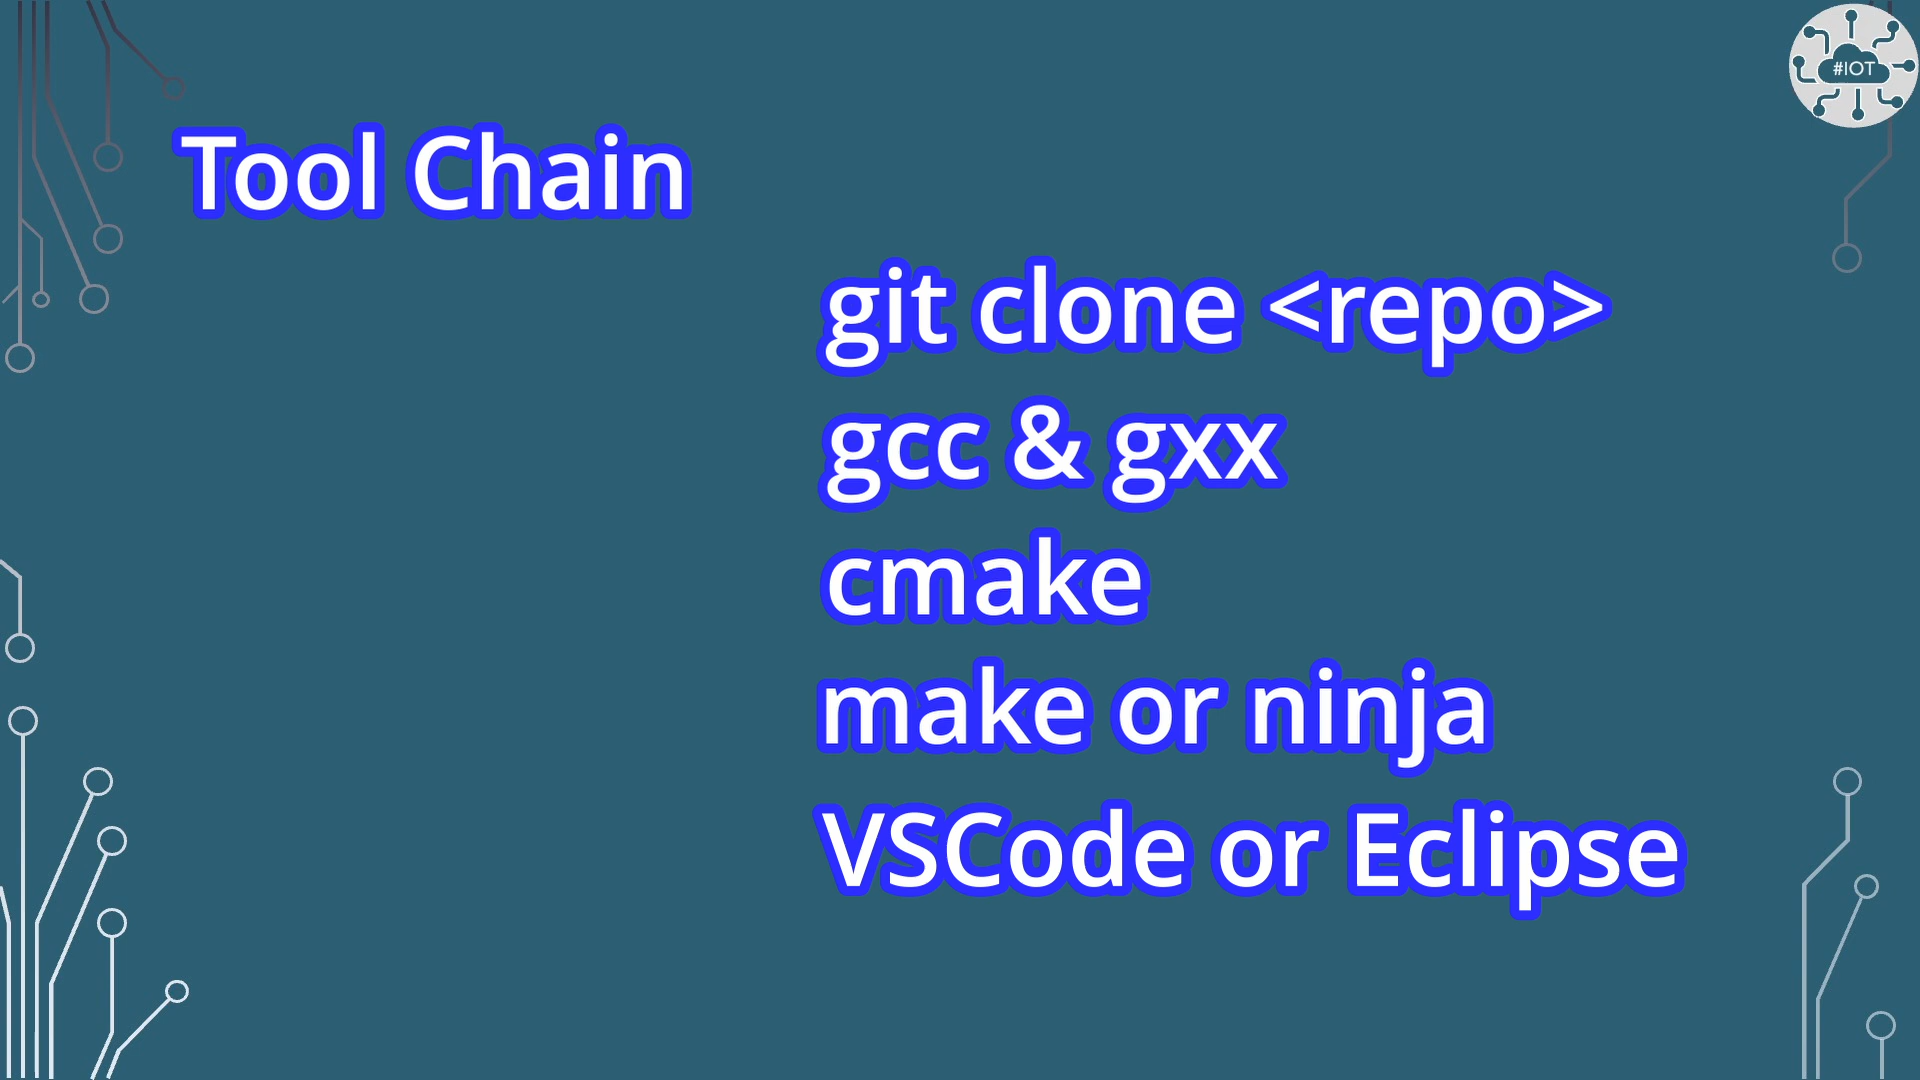 #IOT
Tool Chain
git clone <repo>
gcc & gxx
cmake
make or ninja
VSCode or Eclipse